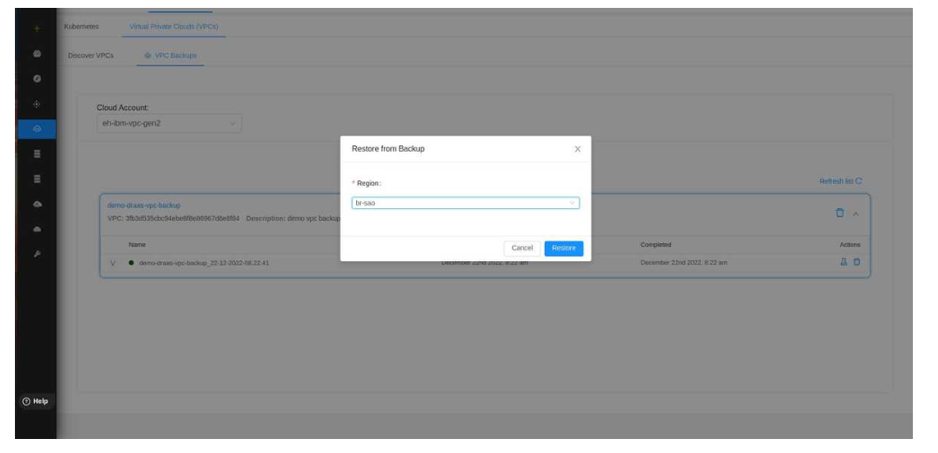 Kubernetes Virtual Private Clouds (VPCs)
Discover VPCs VPC Backups
Cloud Account:
eh-ibm-vpc-gen2
Restore from Backup
* Region:
br-sao
Cancel Restore
Refresh list
demo-draas-vpc-backup
Description: demo vpc backup
Name Completed Actions
demo-draas-vpc-backup_22-12-2022-08.22.41 December 22nd 2022, 8:22 am December 22nd 2022, 8:22 am
Help